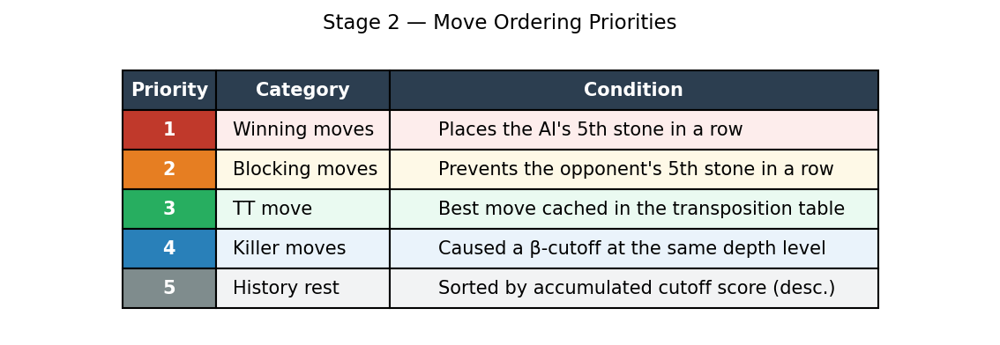 Stage 2 — Move Ordering Priorities
Priority Category Condition
1 Winning moves Places the AI's 5th stone in a row
2 Blocking moves Prevents the opponent's 5th stone in a row
3 TT move Best move cached in the transposition table
4 Killer moves Caused a β-cutoff at the same depth level
5 History rest Sorted by accumulated cutoff score (desc.)